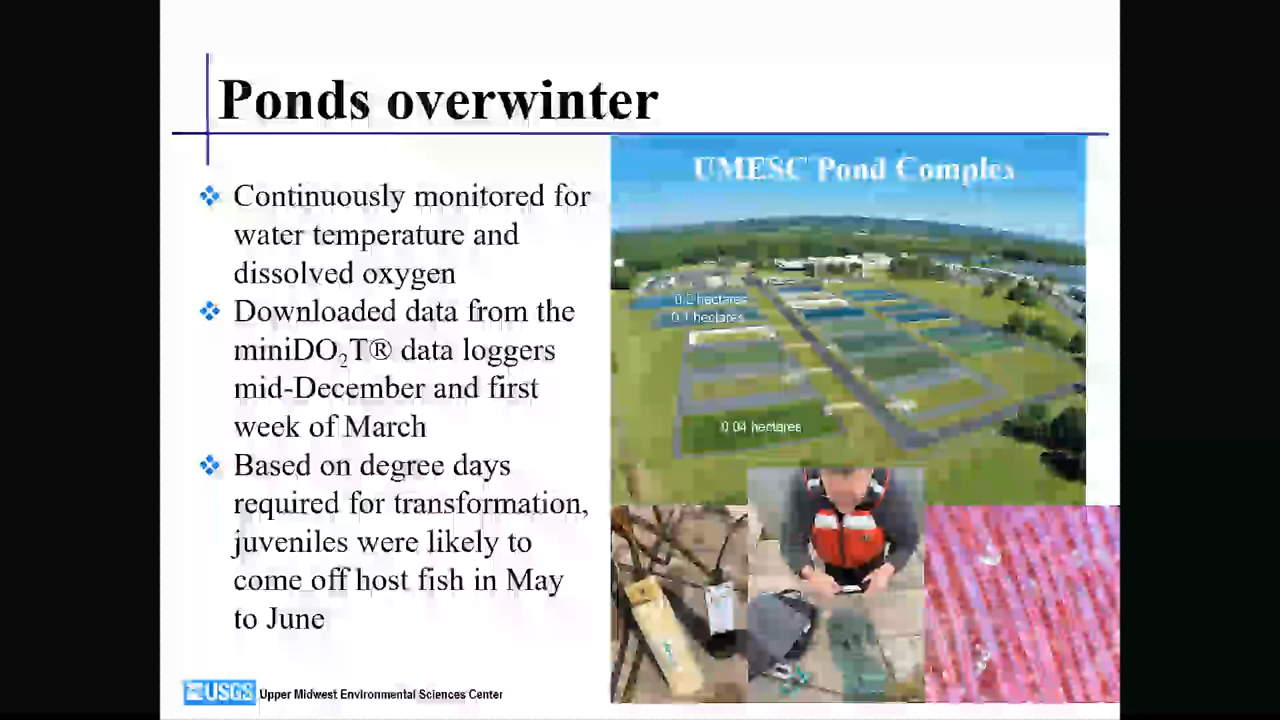 Ponds overwinter
Continuously monitored for
water temperature and
dissolved oxygen
Downloaded data from the
miniDO₂T® data loggers
mid-December and first
week of March
Based on degree days
required for transformation,
juveniles were likely to
come off host fish in May
to June
UMESC Pond Complex
0.2 hectares
0.1 hectares
0.04 hectares
USGS Upper Midwest Environmental Sciences Center